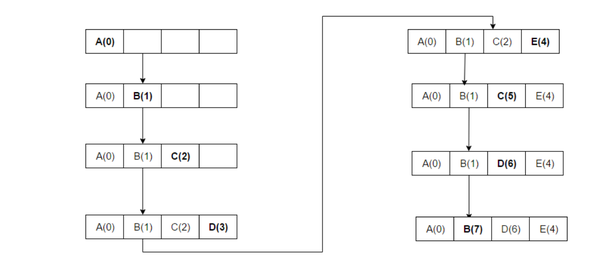 A(0)
A(0) B(1)
A(0) B(1) C(2)
A(0) B(1) C(2) D(3)
A(0) B(1) C(2) E(4)
A(0) B(1) C(5) E(4)
A(0) B(1) D(6) E(4)
A(0) B(7) D(6) E(4)